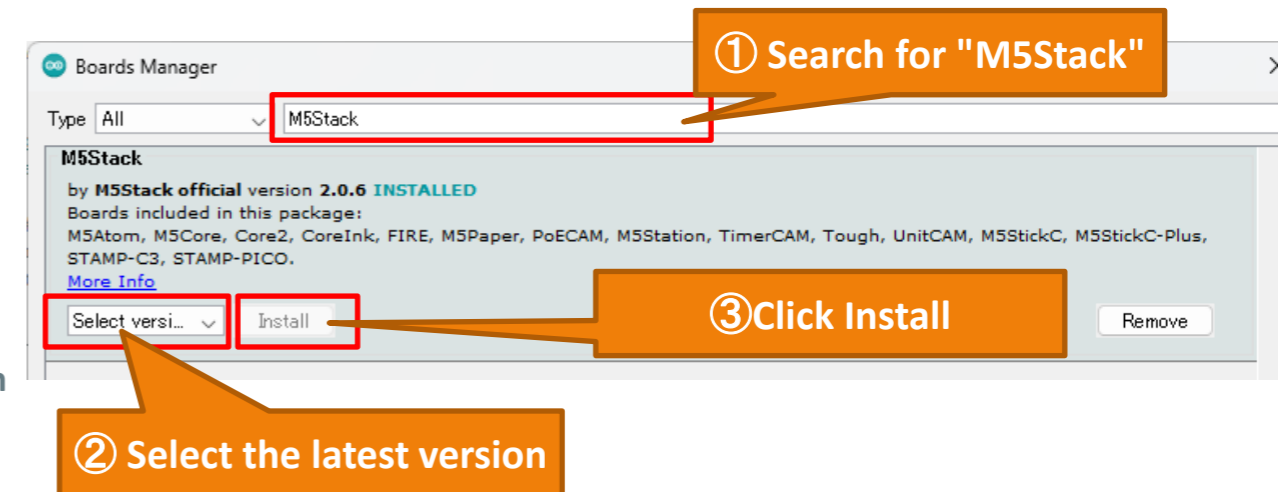 ① Search for "M5Stack"
Boards Manager
Type All M5Stack
M5Stack
by M5Stack official version 2.0.6 INSTALLED
Boards included in this package:
M5Atom, M5Core, Core2, CoreInk, FIRE, M5Paper, PoECAM, M5Station, TimerCAM, Tough, UnitCAM, M5StickC, M5StickC-Plus,
STAMP-C3, STAMP-PICO.
More Info
Select versi... Install
③Click Install
Remove
② Select the latest version